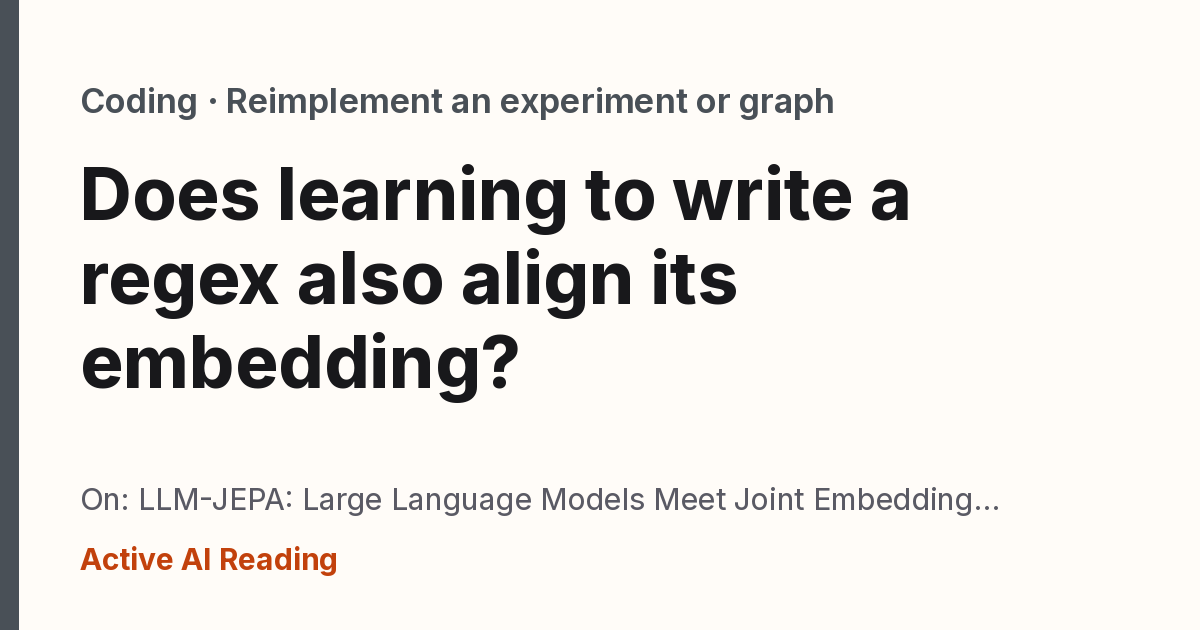 Coding · Reimplement an experiment or graph
Does learning to write a
regex also align its
embedding?
On: LLM-JEPA: Large Language Models Meet Joint Embedding…
Active AI Reading